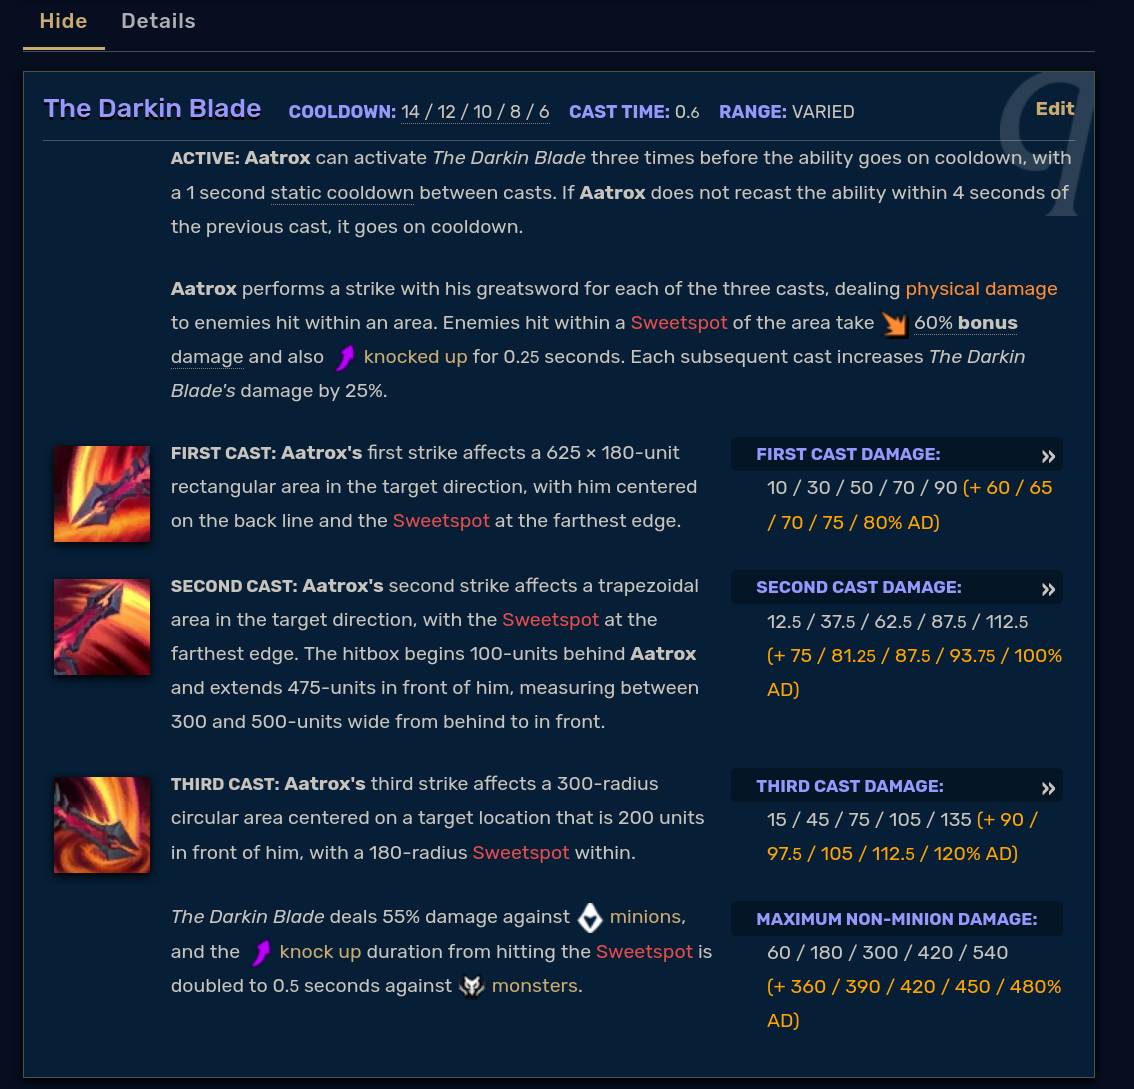 Hide Details
The Darkin Blade COOLDOWN: 14 / 12 / 10 / 8 / 6 CAST TIME: 0.6 RANGE: VARIED Edit
q
ACTIVE: Aatrox can activate The Darkin Blade three times before the ability goes on cooldown, with
a 1 second static cooldown between casts. If Aatrox does not recast the ability within 4 seconds of
the previous cast, it goes on cooldown.
Aatrox performs a strike with his greatsword for each of the three casts, dealing physical damage
to enemies hit within an area. Enemies hit within a Sweetspot of the area take 60% bonus
damage and also knocked up for 0.25 seconds. Each subsequent cast increases The Darkin
Blade's damage by 25%.
FIRST CAST: Aatrox's first strike affects a 625 × 180-unit
rectangular area in the target direction, with him centered
on the back line and the Sweetspot at the farthest edge.
FIRST CAST DAMAGE: »
10 / 30 / 50 / 70 / 90 (+ 60 / 65
/ 70 / 75 / 80% AD)
SECOND CAST: Aatrox's second strike affects a trapezoidal
area in the target direction, with the Sweetspot at the
farthest edge. The hitbox begins 100-units behind Aatrox
and extends 475-units in front of him, measuring between
300 and 500-units wide from behind to in front.
SECOND CAST DAMAGE: »
12.5 / 37.5 / 62.5 / 87.5 / 112.5
(+ 75 / 81.25 / 87.5 / 93.75 / 100%
AD)
THIRD CAST: Aatrox's third strike affects a 300-radius
circular area centered on a target location that is 200 units
in front of him, with a 180-radius Sweetspot within.
THIRD CAST DAMAGE: »
15 / 45 / 75 / 105 / 135 (+ 90 /
97.5 / 105 / 112.5 / 120% AD)
The Darkin Blade deals 55% damage against minions,
and the knock up duration from hitting the Sweetspot is
doubled to 0.5 seconds against monsters.
MAXIMUM NON-MINION DAMAGE:
60 / 180 / 300 / 420 / 540
(+ 360 / 390 / 420 / 450 / 480%
AD)